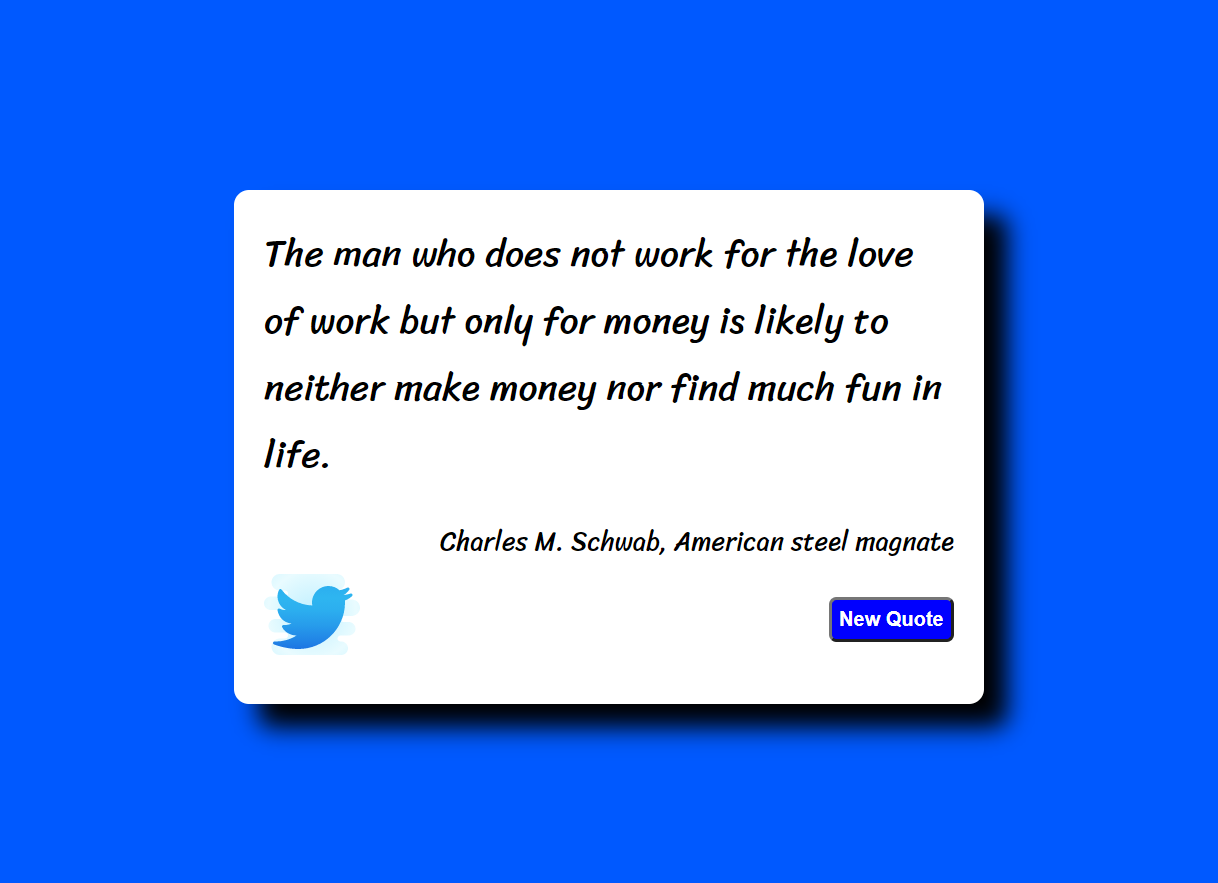 The man who does not work for the love
of work but only for money is likely to
neither make money nor find much fun in
life.
Charles M. Schwab, American steel magnate
New Quote